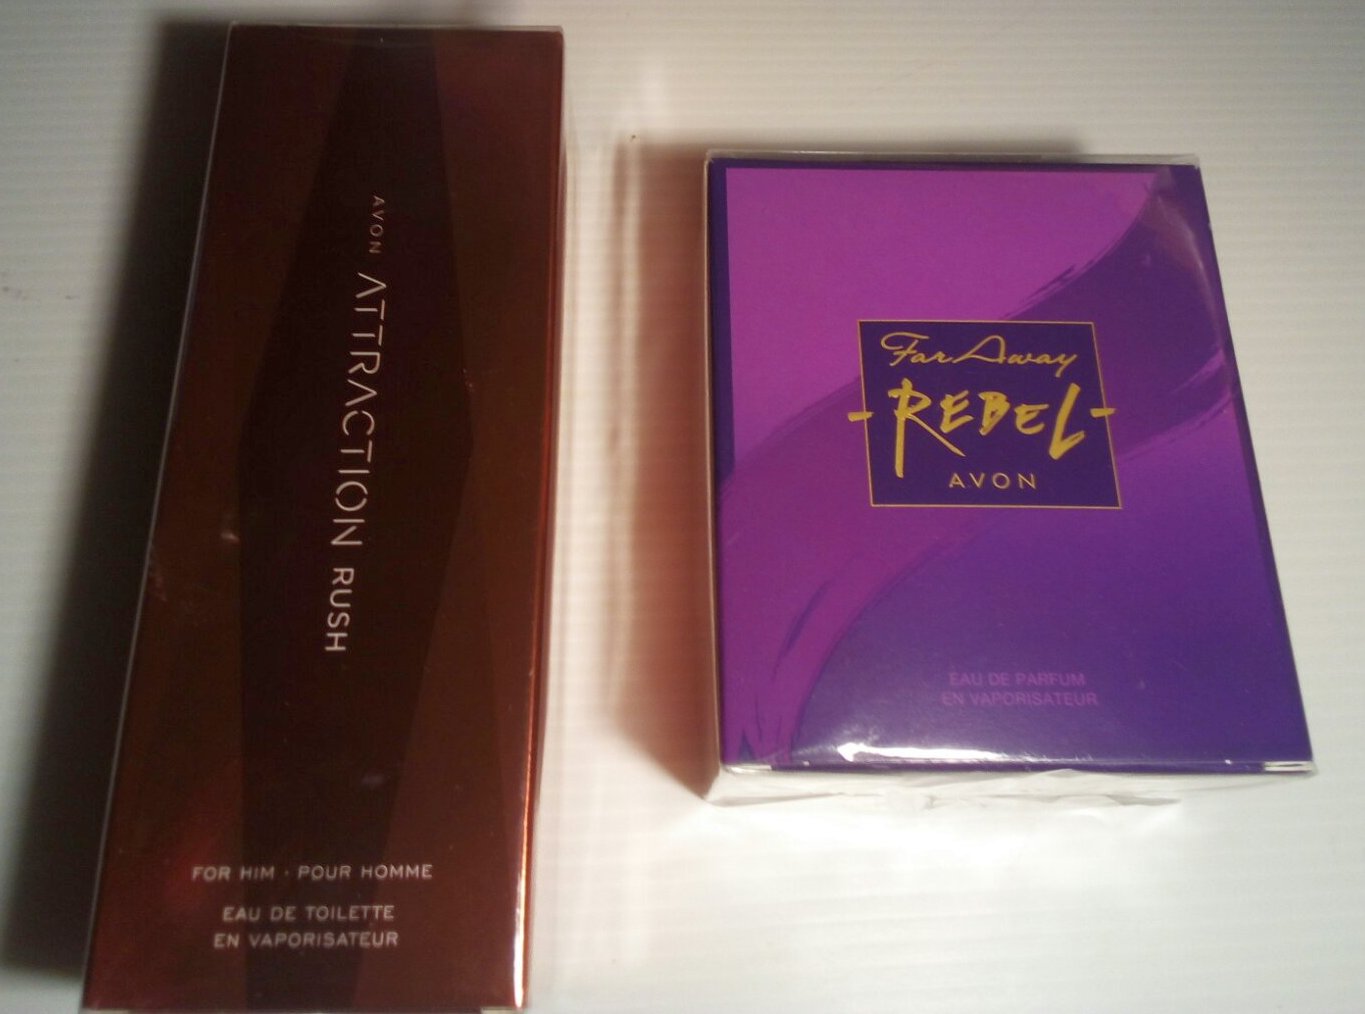 AVON ATTRACTION RUSH
FOR HIM · POUR HOMME
EAU DE TOILETTE
EN VAPORISATEUR
Far Away
-REBEL-
AVON
EAU DE PARFUM
EN VAPORISATEUR